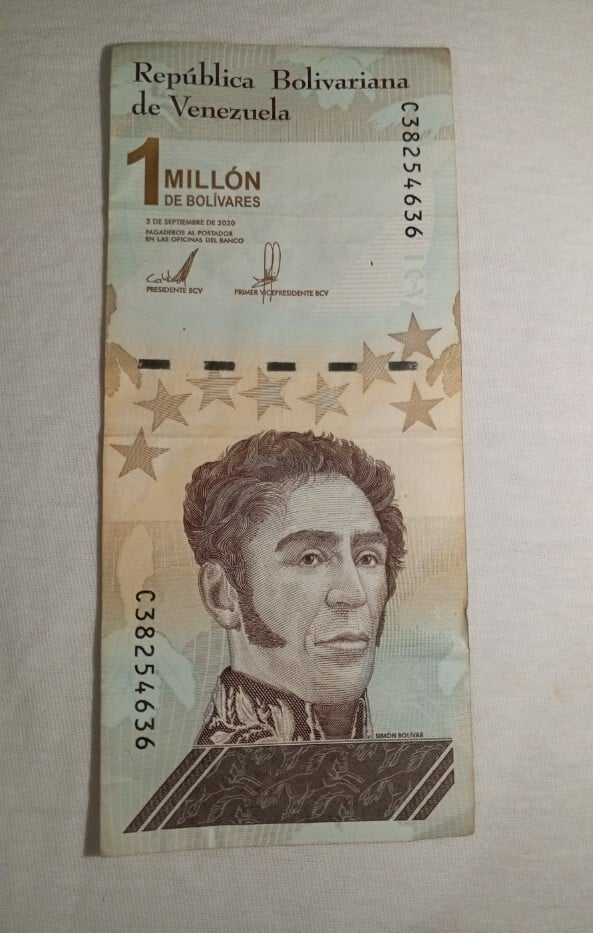 República Bolivariana
de Venezuela
C38254636
1 MILLÓN
DE BOLÍVARES
3 DE SEPTIEMBRE DE 2020
PAGADEROS AL PORTADOR
EN LAS OFICINAS DEL BANCO
PRESIDENTE BCV
PRIMER VICEPRESIDENTE BCV
C38254636
SIMÓN BOLÍVAR